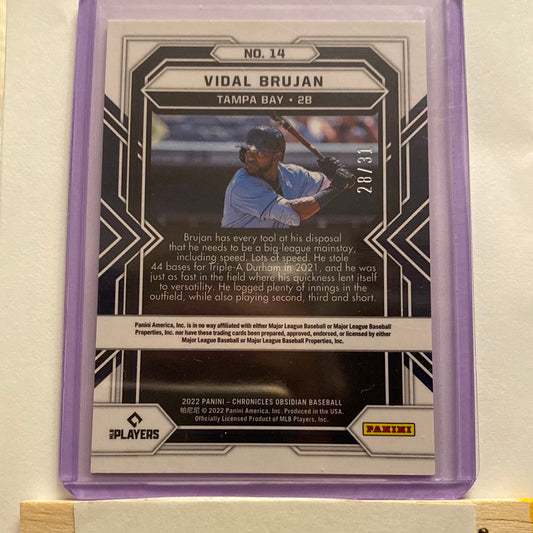 NO. 14
VIDAL BRUJAN
TAMPA BAY • 2B
28/31
Brujan has every tool at his disposal
that he needs to be a big-league mainstay,
including speed. Lots of speed. He stole
44 bases for Triple-A Durham in 2021, and he was
just as fast in the field where his quickness lent itself
to versatility. He logged plenty of innings in the
outfield, while also playing second, third and short.
Panini America, Inc. is in no way affiliated with either Major League Baseball or Major League Baseball
Properties, Inc. nor have these trading cards been prepared, approved, endorsed, or licensed by either
Major League Baseball or Major League Baseball Properties, Inc.
2022 PANINI – CHRONICLES OBSIDIAN BASEBALL
帕尼尼 © 2022 Panini America, Inc. Produced in the USA.
Officially Licensed Product of MLB Players, Inc.
MLB PLAYERS
PANINI